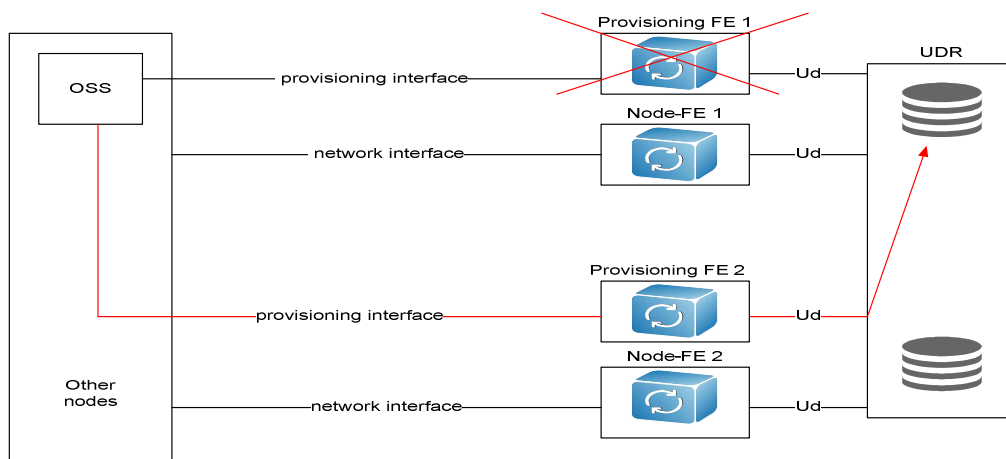 Provisioning FE 1
UDR
OSS
provisioning interface
Ud
Node-FE 1
network interface
Ud
Provisioning FE 2
provisioning interface
Ud
Node-FE 2
Other
nodes
network interface
Ud